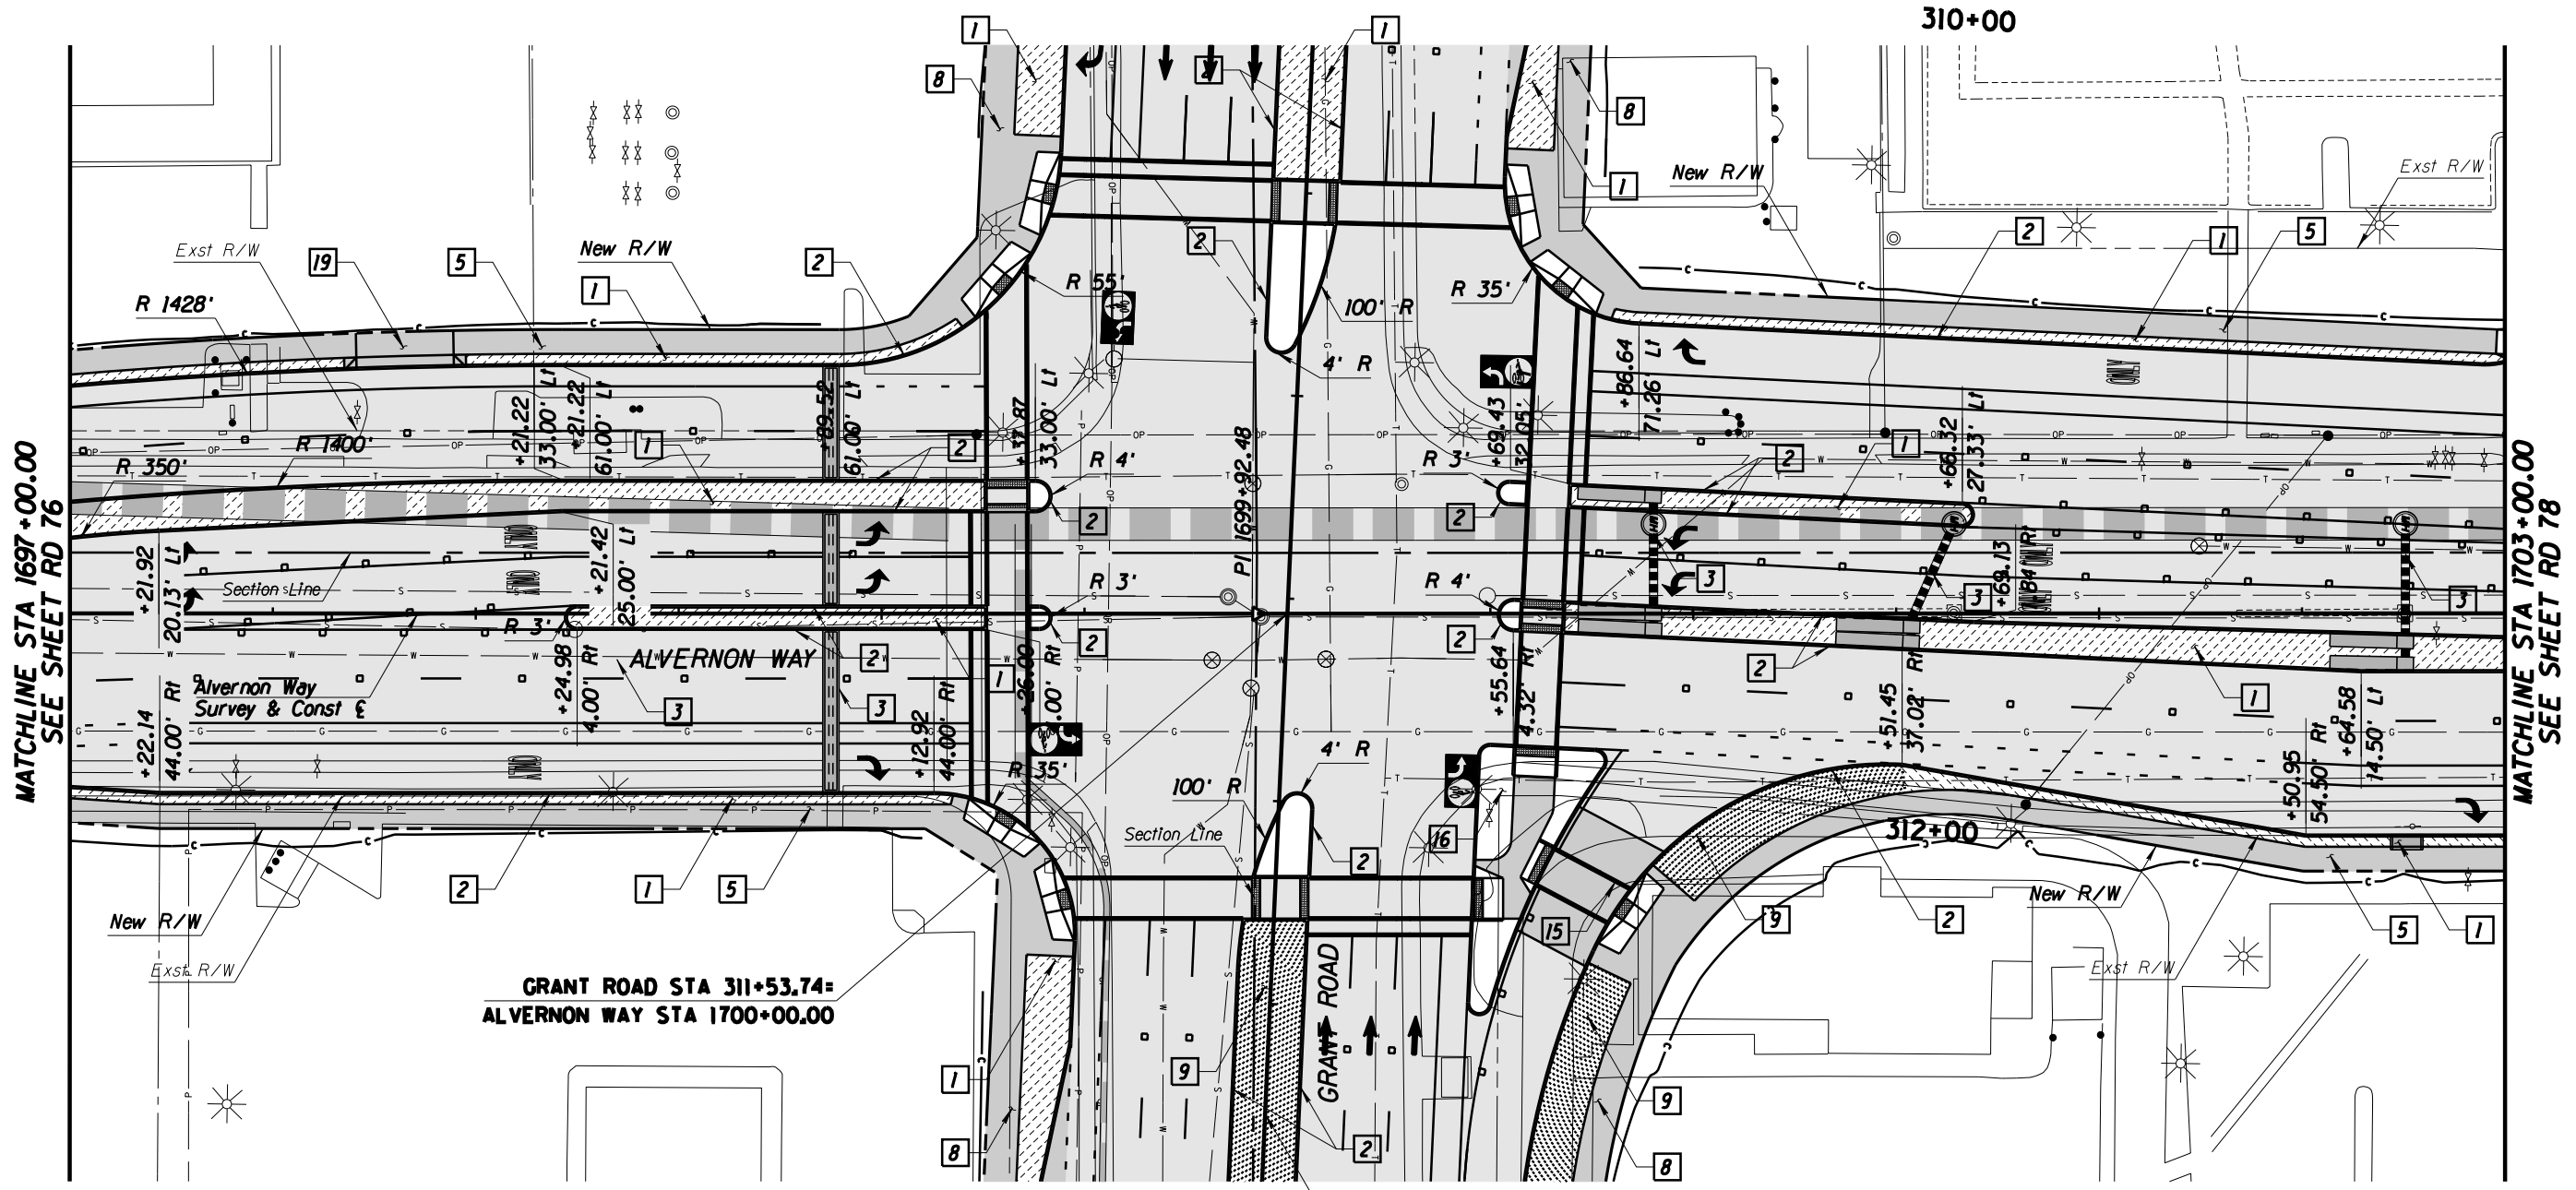 310+00
1
1
8
2
8
1
New R/W
Exst R/W
Exst R/W
19
5
New R/W
2
2
2
1
5
1
R 1428'
R 55'
R 35'
100' R
4' R
+21.22
33.00' Lt
+21.22
61.00' Lt
+89.52
61.00' Lt
+37.87
33.00' Lt
+69.43
32.05'
+86.64
71.26' Lt
+66.32
27.33' Lt
ONLY
R 1400'
1
2
R 4'
R 3'
2
1
R 350'
2
2
PI 1699+92.48
MATCHLINE STA 1697+00.00
SEE SHEET RD 76
MATCHLINE STA 1703+00.00
SEE SHEET RD 78
+21.92
20.13' Lt
Section Line
+21.42
25.00' Lt
ONLY
ONLY
R 3'
R 4'
3
3
3
+69.13
ONLY
R 3'
2
2
ALVERNON WAY
2
2
1
1
+24.98
4.00' Rt
+26.00
+55.64
4.32' Rt
+51.45
37.02' Rt
+64.58
14.50' Lt
+50.95
54.50' Rt
Alvernon Way
Survey & Const ℄
3
3
+22.14
44.00' Rt
+12.92
44.00' Rt
ONLY
R 35'
4' R
100' R
Section Line
16
312+00
2
1
5
2
New R/W
New R/W
15
9
2
5
1
Exst R/W
Exst R/W
GRANT ROAD STA 311+53.74=
ALVERNON WAY STA 1700+00.00
GRANT ROAD
1
9
9
8
2
8